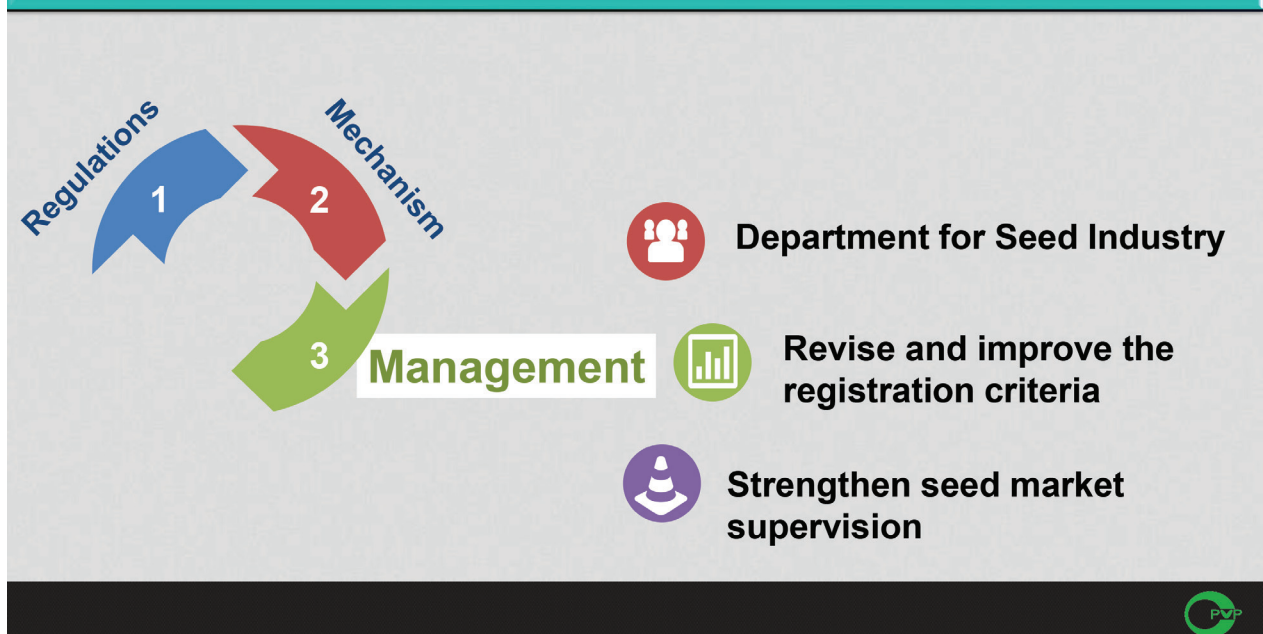 Regulations
1
Mechanism
2
3
Management
Department for Seed Industry
Revise and improve the
registration criteria
Strengthen seed market
supervision
PVP